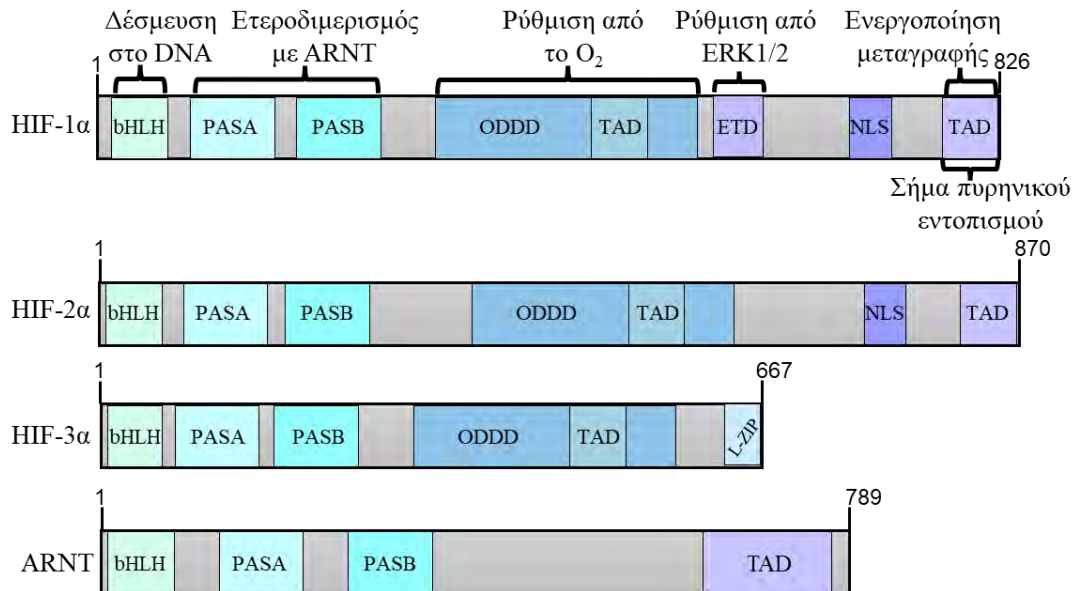 Δέσμευση
στο DNA
Ετεροδιμερισμός
με ARNT
Ρύθμιση από
το O₂
Ρύθμιση από
ERK1/2
Ενεργοποίηση
μεταγραφής
1
826
HIF-1α
bHLH
PASA
PASB
ODDD
TAD
ETD
NLS
TAD
Σήμα πυρηνικού
εντοπισμού
1
870
HIF-2α
bHLH
PASA
PASB
ODDD
TAD
NLS
TAD
1
667
HIF-3α
bHLH
PASA
PASB
ODDD
TAD
L-ZIP
1
789
ARNT
bHLH
PASA
PASB
TAD